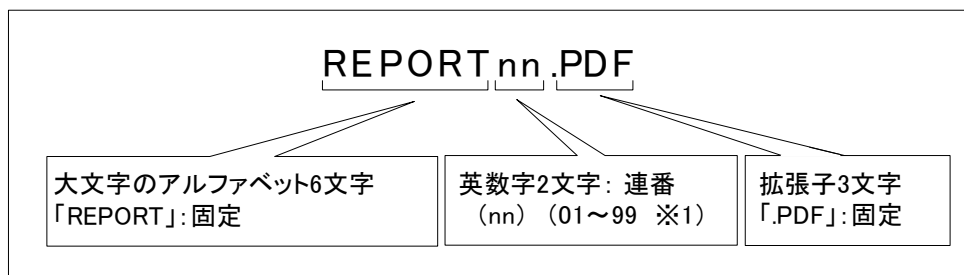 REPORTnn.PDF
大文字のアルファベット6文字
「REPORT」:固定
英数字2文字: 連番
(nn) (01～99 ※1)
拡張子3文字
「.PDF」:固定